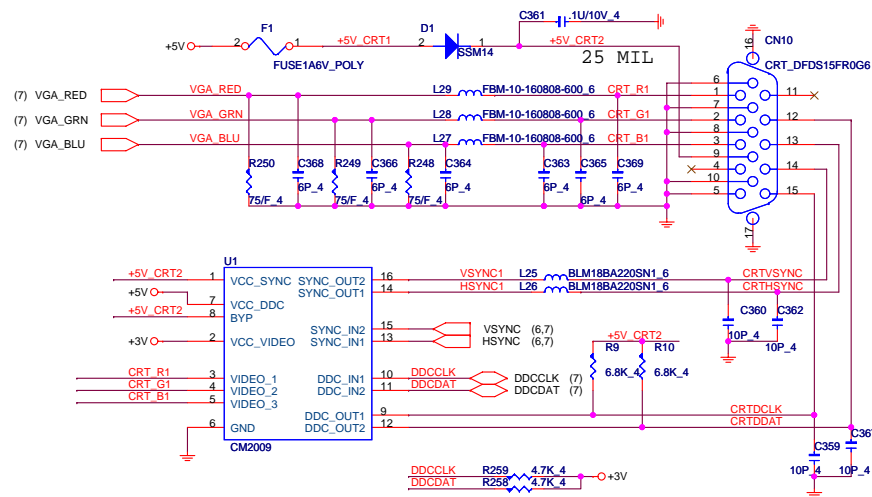 C361 .1U/10V_4
+5V 2 F1 1 +5V_CRT1 2 D1 1 +5V_CRT2
FUSE1A6V_POLY SSM14 25 MIL
16 CN10
CRT_DFDS15FR0G6
(7) VGA_RED VGA_RED L29 FBM-10-160808-600_6 CRT_R1
(7) VGA_GRN VGA_GRN L28 FBM-10-160808-600_6 CRT_G1
(7) VGA_BLU VGA_BLU L27 FBM-10-160808-600_6 CRT_B1
6
1 11
7
2 12
8
3 13
9
4 14
10
5 15
17
R250 C368 R249 C366 R248 C364 C363 C365 C369
6P_4 6P_4 6P_4 6P_4 6P_4 6P_4
75/F_4 75/F_4 75/F_4
U1
+5V_CRT2 1 VCC_SYNC SYNC_OUT2 16 VSYNC1 L25 BLM18BA220SN1_6 CRTVSYNC
+5V 7 VCC_DDC SYNC_OUT1 14 HSYNC1 L26 BLM18BA220SN1_6 CRTHSYNC
+5V_CRT2 8 BYP
SYNC_IN2 15 VSYNC (6,7)
+3V 2 VCC_VIDEO SYNC_IN1 13 HSYNC (6,7)
C360 C362
10P_4 10P_4
+5V_CRT2
R9 R10
6.8K_4 6.8K_4
CRT_R1 3 VIDEO_1 DDC_IN1 10 DDCCLK DDCCLK (7)
CRT_G1 4 VIDEO_2 DDC_IN2 11 DDCDAT DDCDAT (7)
CRT_B1 5 VIDEO_3
DDC_OUT1 9 CRTDCLK
6 GND DDC_OUT2 12 CRTDDAT
CM2009
C359 C36
10P_4 10P_4
DDCCLK R259 4.7K_4
DDCDAT R258 4.7K_4 +3V